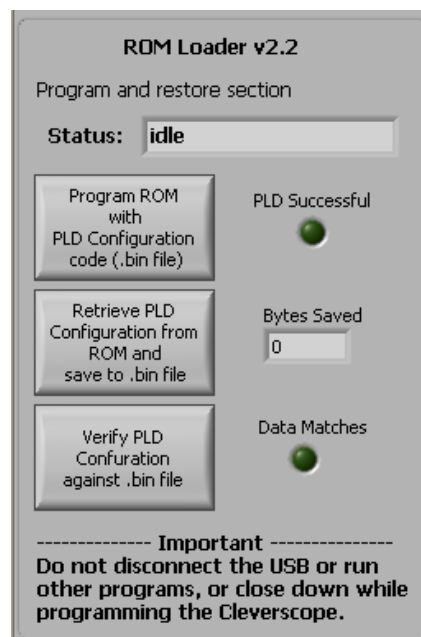 ROM Loader v2.2
Program and restore section
Status: idle
Program ROM
with
PLD Configuration
code (.bin file)
PLD Successful
Retrieve PLD
Configuration from
ROM and
save to .bin file
Bytes Saved
0
Verify PLD
Confuration
against .bin file
Data Matches
-------------- Important ---------------
Do not disconnect the USB or run
other programs, or close down while
programming the Cleverscope.